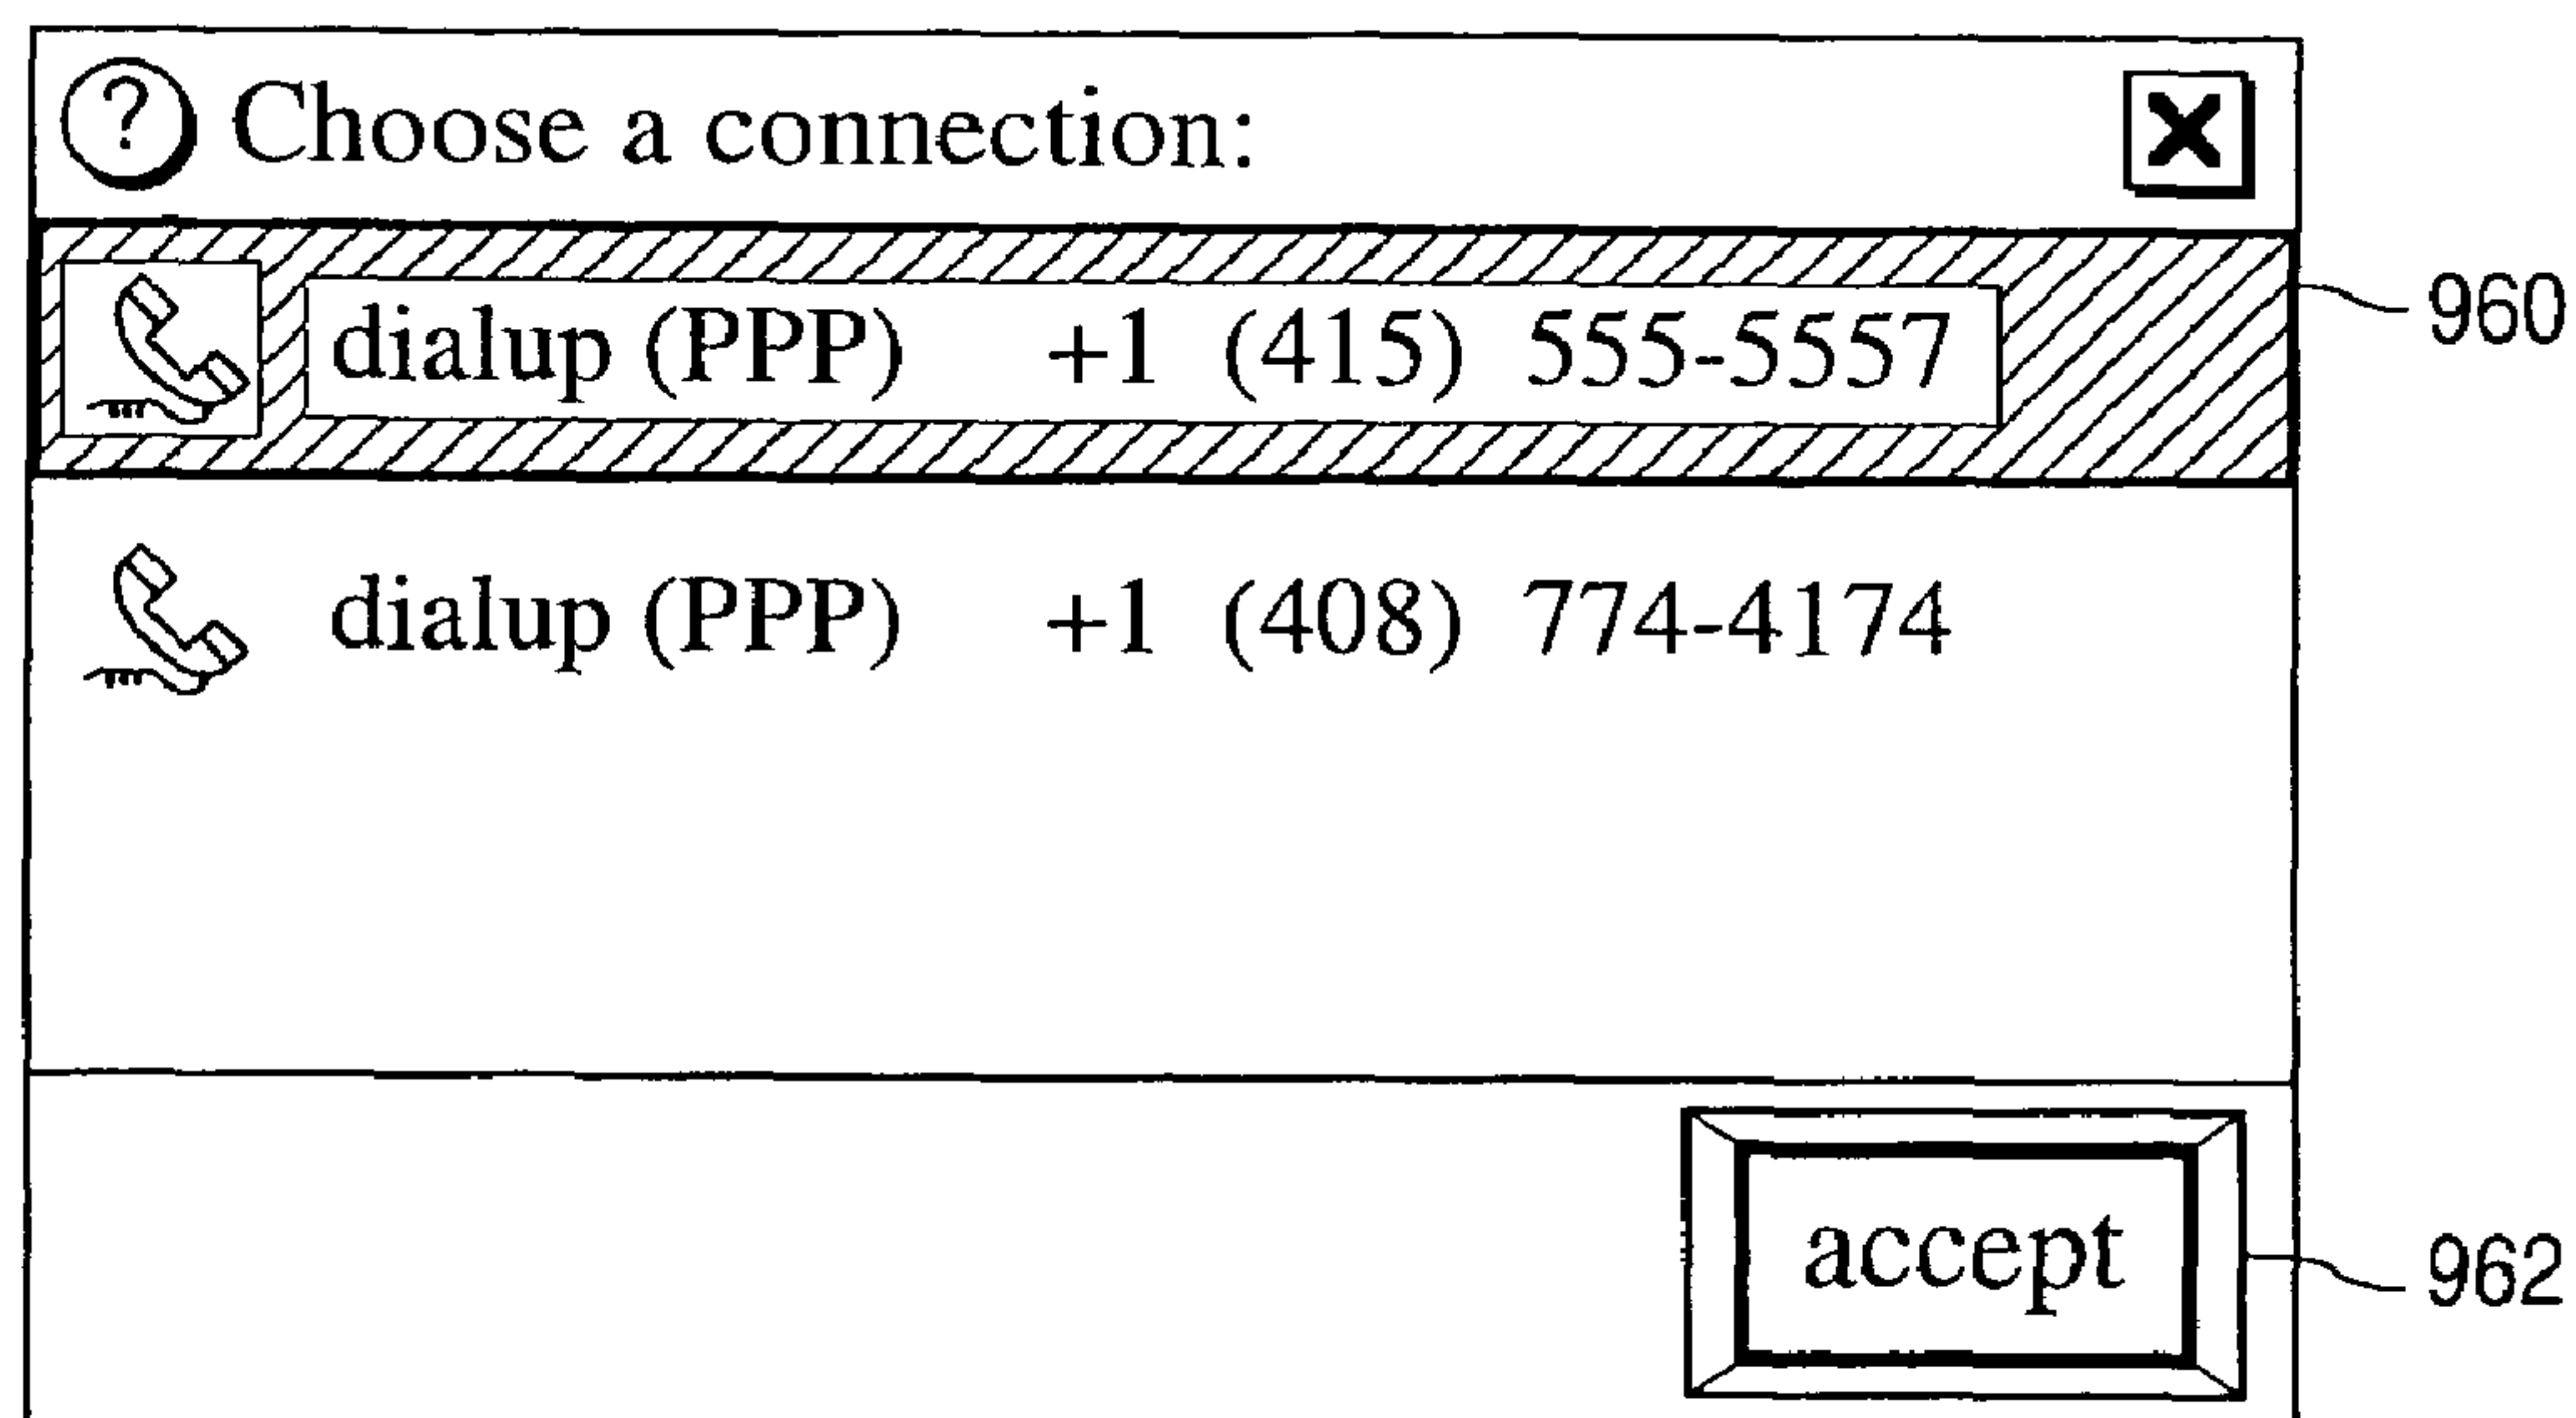 ? Choose a connection: X
dialup (PPP) +1 (415) 555-5557
960
dialup (PPP) +1 (408) 774-4174
accept
962